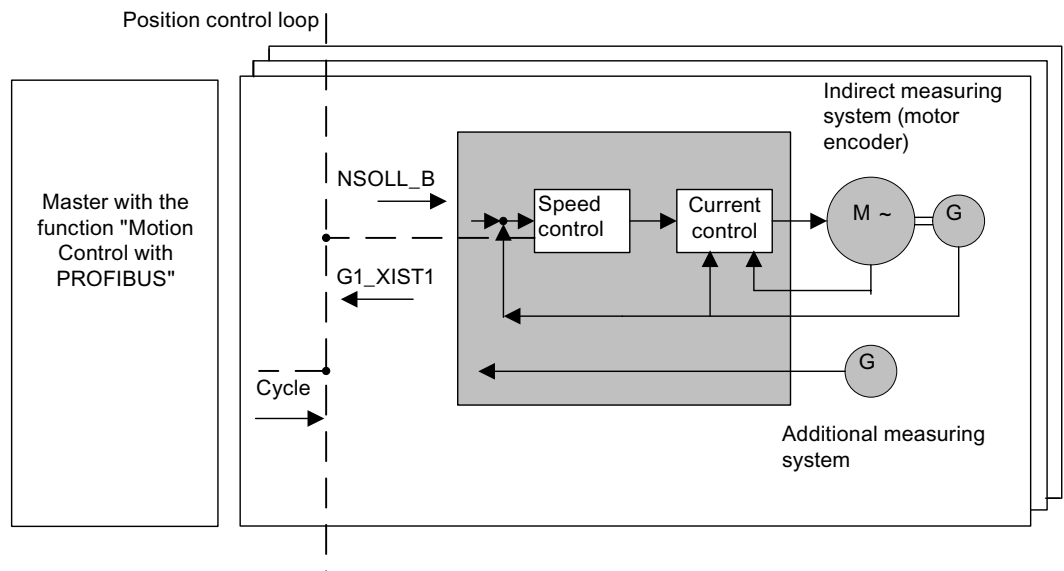 Position control loop
Indirect measuring
system (motor
encoder)
NSOLL_B
Master with the
function "Motion
Control with
PROFIBUS"
Speed
control
Current
control
M ~
G
G1_XIST1
G
Cycle
Additional measuring
system